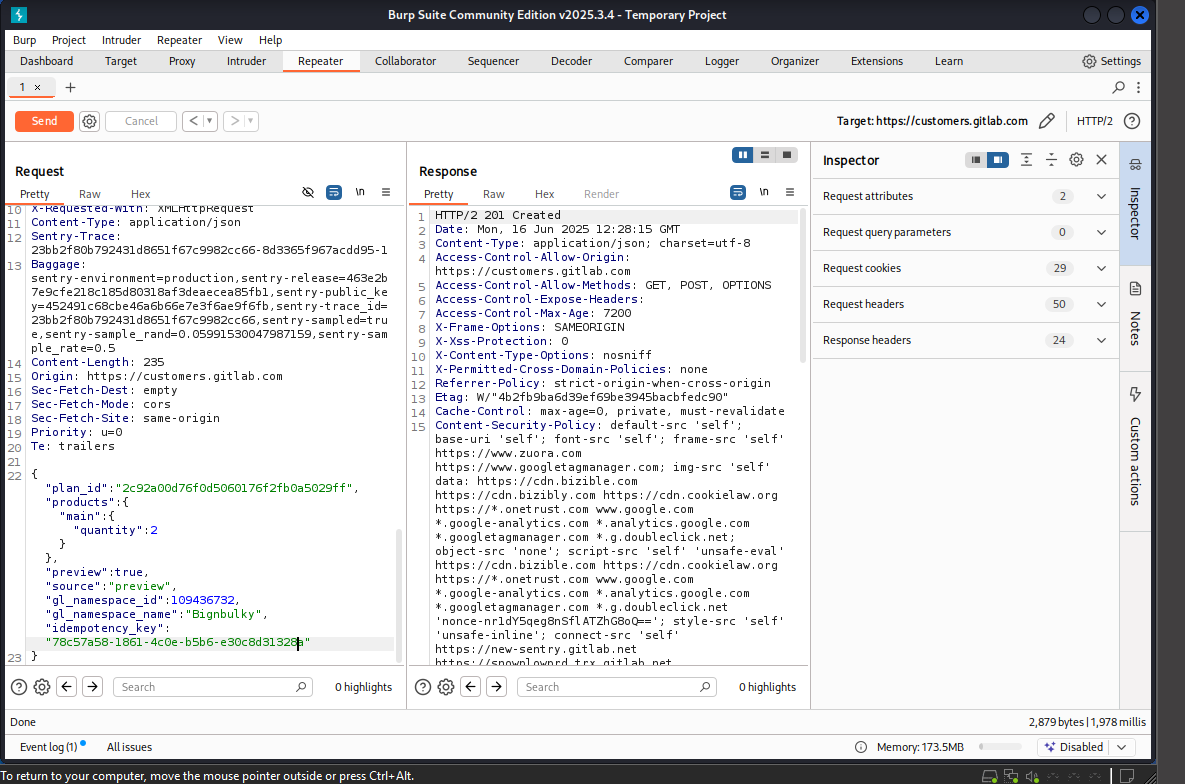 Burp Suite Community Edition v2025.3.4 - Temporary Project
Burp Project Intruder Repeater View Help
Dashboard Target Proxy Intruder Repeater Collaborator Sequencer Decoder Comparer Logger Organizer Extensions Learn Settings
1 × +
Send Cancel < > Target: https://customers.gitlab.com HTTP/2
Request
Pretty Raw Hex \n
10 X-Requested-With: XMLHttpRequest
11 Content-Type: application/json
12 Sentry-Trace:
23bb2f80b792431d8651f67c9982cc66-8d3365f967acdd95-1
13 Baggage:
sentry-environment=production,sentry-release=463e2b
7e9cfe218c185d80318af3deaecea85fb1,sentry-public_ke
y=452491c68cbe46a6b66e7e3f6ae9f6fb,sentry-trace_id=
23bb2f80b792431d8651f67c9982cc66,sentry-sampled=tru
e,sentry-sample_rand=0.05991530047987159,sentry-sam
ple_rate=0.5
14 Content-Length: 235
15 Origin: https://customers.gitlab.com
16 Sec-Fetch-Dest: empty
17 Sec-Fetch-Mode: cors
18 Sec-Fetch-Site: same-origin
19 Priority: u=0
20 Te: trailers
21
22 {
"plan_id":"2c92a00d76f0d5060176f2fb0a5029ff",
"products":{
"main":{
"quantity":2
}
},
"preview":true,
"source":"preview",
"gl_namespace_id":109436732,
"gl_namespace_name":"Bignbulky",
"idempotency_key":
"78c57a58-1861-4c0e-b5b6-e30c8d31328a"
23 }
Search 0 highlights
Response
Pretty Raw Hex Render \n
1 HTTP/2 201 Created
2 Date: Mon, 16 Jun 2025 12:28:15 GMT
3 Content-Type: application/json; charset=utf-8
4 Access-Control-Allow-Origin:
https://customers.gitlab.com
5 Access-Control-Allow-Methods: GET, POST, OPTIONS
6 Access-Control-Expose-Headers:
7 Access-Control-Max-Age: 7200
8 X-Frame-Options: SAMEORIGIN
9 X-Xss-Protection: 0
10 X-Content-Type-Options: nosniff
11 X-Permitted-Cross-Domain-Policies: none
12 Referrer-Policy: strict-origin-when-cross-origin
13 Etag: W/"4b2fb9ba6d39ef69be3945bacbfedc90"
14 Cache-Control: max-age=0, private, must-revalidate
15 Content-Security-Policy: default-src 'self';
base-uri 'self'; font-src 'self'; frame-src 'self'
https://www.zuora.com
https://www.googletagmanager.com; img-src 'self'
data: https://cdn.bizible.com
https://cdn.bizibly.com https://cdn.cookielaw.org
https://*.onetrust.com www.google.com
*.google-analytics.com *.analytics.google.com
*.googletagmanager.com *.g.doubleclick.net;
object-src 'none'; script-src 'self' 'unsafe-eval'
https://cdn.bizible.com https://cdn.cookielaw.org
https://*.onetrust.com www.google.com
*.google-analytics.com *.analytics.google.com
*.googletagmanager.com *.g.doubleclick.net
'nonce-nr1dY5qeg8nSflATZhG8oQ=='; style-src 'self'
'unsafe-inline'; connect-src 'self'
https://new-sentry.gitlab.net
https://snowplowprd.trx.gitlab.net
Search 0 highlights
Inspector
Request attributes 2
Request query parameters 0
Request cookies 29
Request headers 50
Response headers 24
Inspector
Notes
Custom actions
Done 2,879 bytes | 1,978 millis
Event log (1) All issues Memory: 173.5MB Disabled
To return to your computer, move the mouse pointer outside or press Ctrl+Alt.